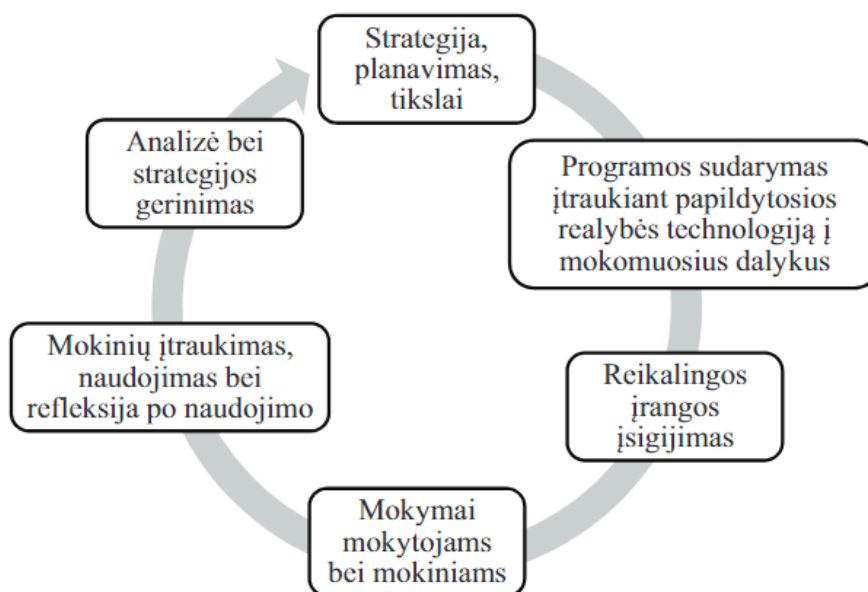 Strategija,
planavimas,
tikslai
Programos sudarymas
įtraukiant papildytosios
realybės technologiją į
mokomuosius dalykus
Reikalingos
įrangos
įsigijimas
Mokymai
mokytojams
bei mokiniams
Mokinių įtraukimas,
naudojimas bei
refleksija po naudojimo
Analizė bei
strategijos
gerinimas